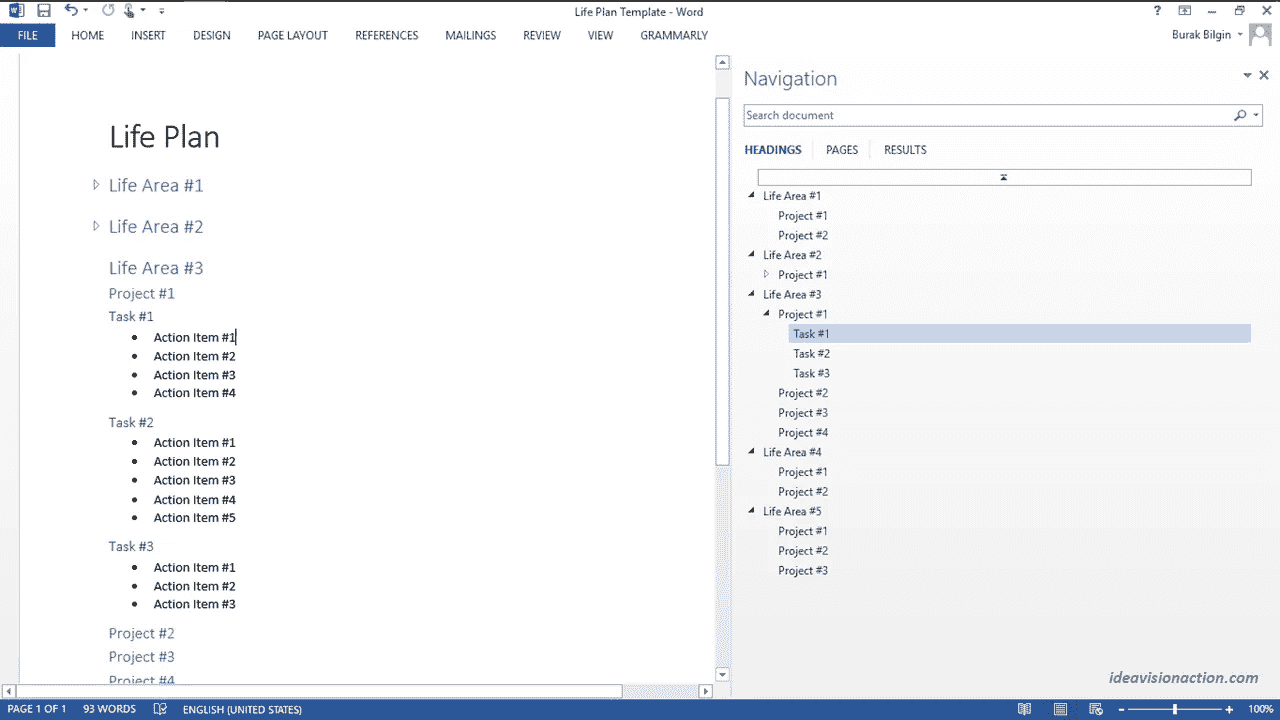 Life Plan Template - Word
?
FILE HOME INSERT DESIGN PAGE LAYOUT REFERENCES MAILINGS REVIEW VIEW GRAMMARLY
Burak Bilgin
Life Plan
Life Area #1
Life Area #2
Life Area #3
Project #1
Task #1
• Action Item #1
• Action Item #2
• Action Item #3
• Action Item #4
Task #2
• Action Item #1
• Action Item #2
• Action Item #3
• Action Item #4
• Action Item #5
Task #3
• Action Item #1
• Action Item #2
• Action Item #3
Project #2
Project #3
Project #4
Navigation
Search document
HEADINGS PAGES RESULTS
Life Area #1
Project #1
Project #2
Life Area #2
Project #1
Life Area #3
Project #1
Task #1
Task #2
Task #3
Project #2
Project #3
Project #4
Life Area #4
Project #1
Project #2
Life Area #5
Project #1
Project #2
Project #3
ideavisionaction.com
PAGE 1 OF 1 93 WORDS ENGLISH (UNITED STATES) 100%